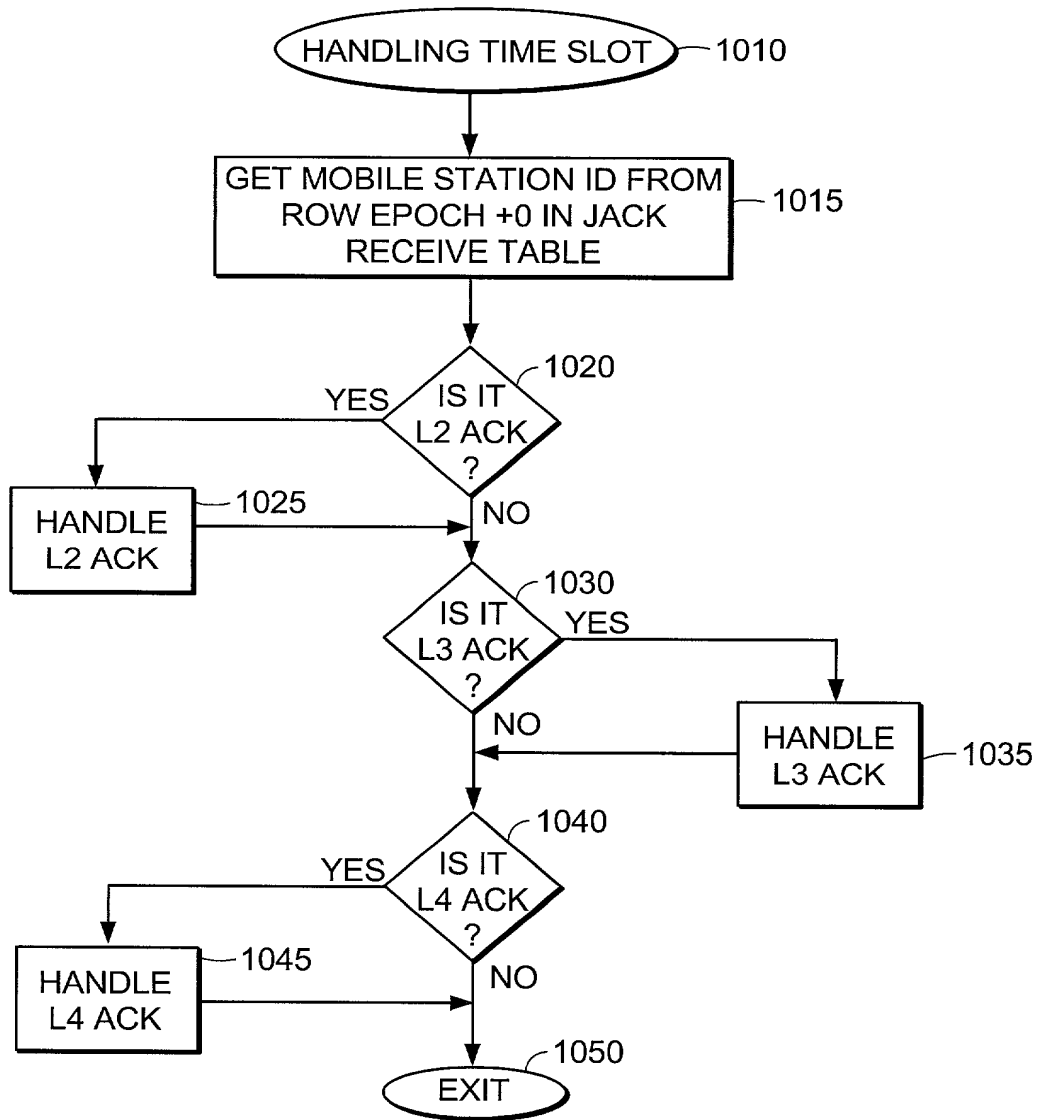 HANDLING TIME SLOT
1010
GET MOBILE STATION ID FROM
ROW EPOCH +0 IN JACK
RECEIVE TABLE
1015
1020
IS IT
L2 ACK
?
YES
NO
1025
HANDLE
L2 ACK
1030
IS IT
L3 ACK
?
YES
NO
HANDLE
L3 ACK
1035
1040
IS IT
L4 ACK
?
YES
NO
1045
HANDLE
L4 ACK
1050
EXIT